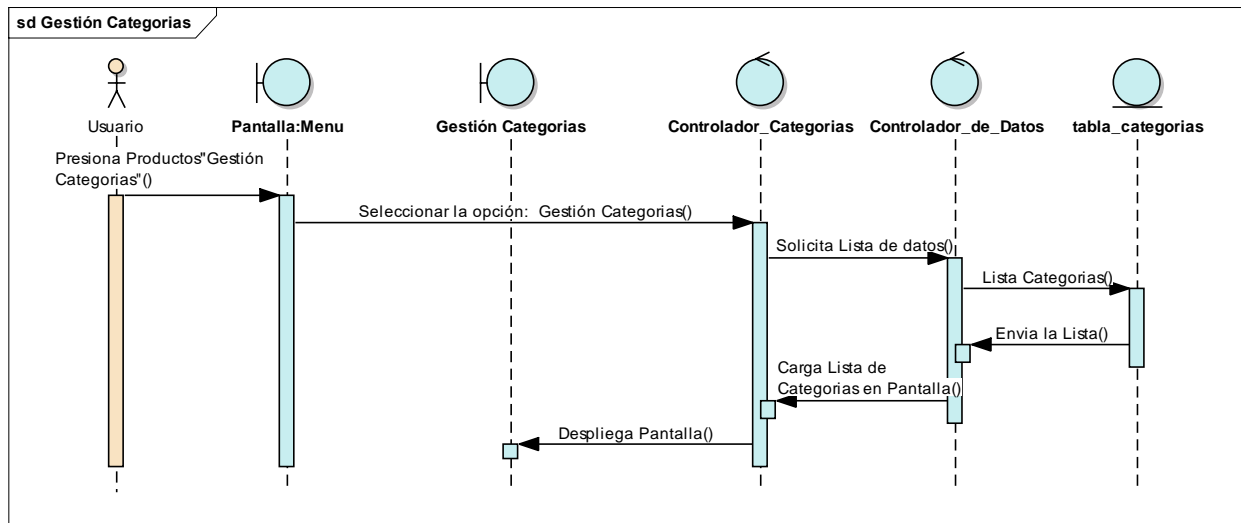 sd Gestión Categorias
Usuario
Pantalla:Menu
Gestión Categorias
Controlador_Categorias
Controlador_de_Datos
tabla_categorias
Presiona Productos"Gestión
Categorias"()
Seleccionar la opción:  Gestión Categorias()
Solicita Lista de datos()
Lista Categorias()
Envia la Lista()
Carga Lista de
Categorias en Pantalla()
Despliega Pantalla()